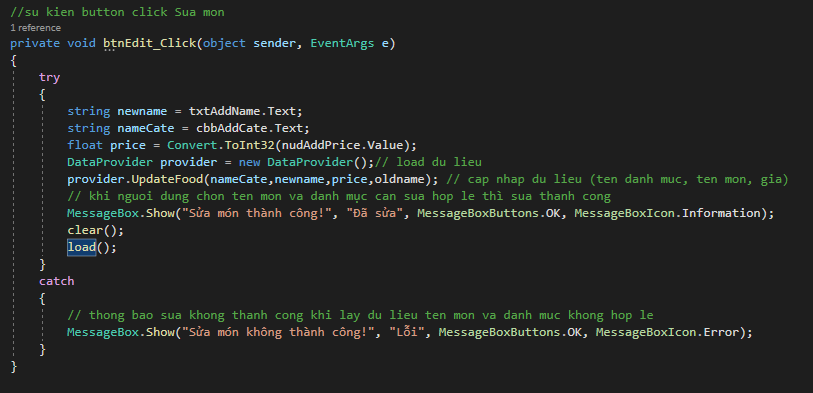 //su kien button click Sua mon
1 reference
private void btnEdit_Click(object sender, EventArgs e)
{
try
{
string newname = txtAddName.Text;
string nameCate = cbbAddCate.Text;
float price = Convert.ToInt32(nudAddPrice.Value);
DataProvider provider = new DataProvider();// load du lieu
provider.UpdateFood(nameCate,newname,price,oldname); // cap nhap du lieu (ten danh muc, ten mon, gia)
// khi nguoi dung chon ten mon va danh mục can sua hop le thì sua thanh cong
MessageBox.Show("Sửa món thành công!", "Đã sửa", MessageBoxButtons.OK, MessageBoxIcon.Information);
clear();
load();
}
catch
{
// thong bao sua khong thanh cong khi lay du lieu ten mon va danh muc khong hop le
MessageBox.Show("Sửa món không thành công!", "Lỗi", MessageBoxButtons.OK, MessageBoxIcon.Error);
}
}